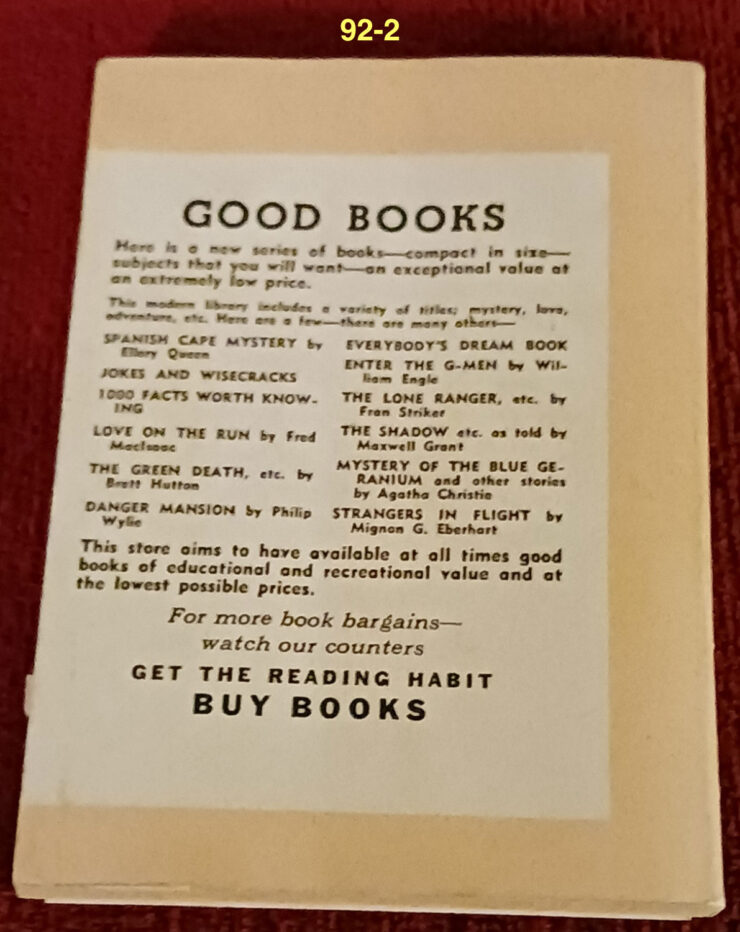 92-2
GOOD BOOKS
Here is a new series of books—compact in size—
subjects that you will want—an exceptional value at
an extremely low price.
This modern library includes a variety of titles; mystery, love,
adventure, etc. Here are a few—there are many others—
SPANISH CAPE MYSTERY by
Ellery Queen
JOKES AND WISECRACKS
1000 FACTS WORTH KNOW-
ING
LOVE ON THE RUN by Fred
MacIsaac
THE GREEN DEATH, etc. by
Brett Hutton
DANGER MANSION by Philip
Wylie
EVERYBODY'S DREAM BOOK
ENTER THE G-MEN by Wil-
liam Engle
THE LONE RANGER, etc. by
Fran Striker
THE SHADOW etc. as told by
Maxwell Grant
MYSTERY OF THE BLUE GE-
RANIUM and other stories
by Agatha Christie
STRANGERS IN FLIGHT by
Mignon G. Eberhart
This store aims to have available at all times good
books of educational and recreational value and at
the lowest possible prices.
For more book bargains—
watch our counters
GET THE READING HABIT
BUY BOOKS